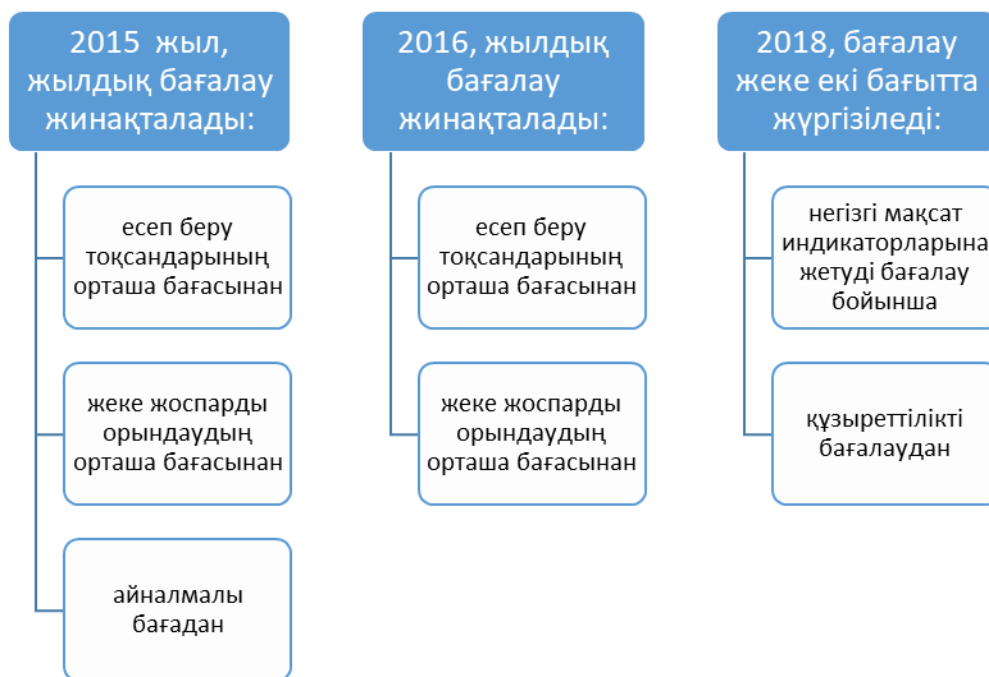 2015 жыл,
жылдық бағалау
жинақталады:
есеп беру
тоқсандарының
орташа бағасынан
жеке жоспарды
орындаудың
орташа бағасынан
айналмалы
бағадан
2016, жылдық
бағалау
жинақталады:
есеп беру
тоқсандарының
орташа бағасынан
жеке жоспарды
орындаудың
орташа бағасынан
2018, бағалау
жеке екі бағытта
жүргізіледі:
негізгі мақсат
индикаторларына
жетуді бағалау
бойынша
құзыреттілікті
бағалаудан